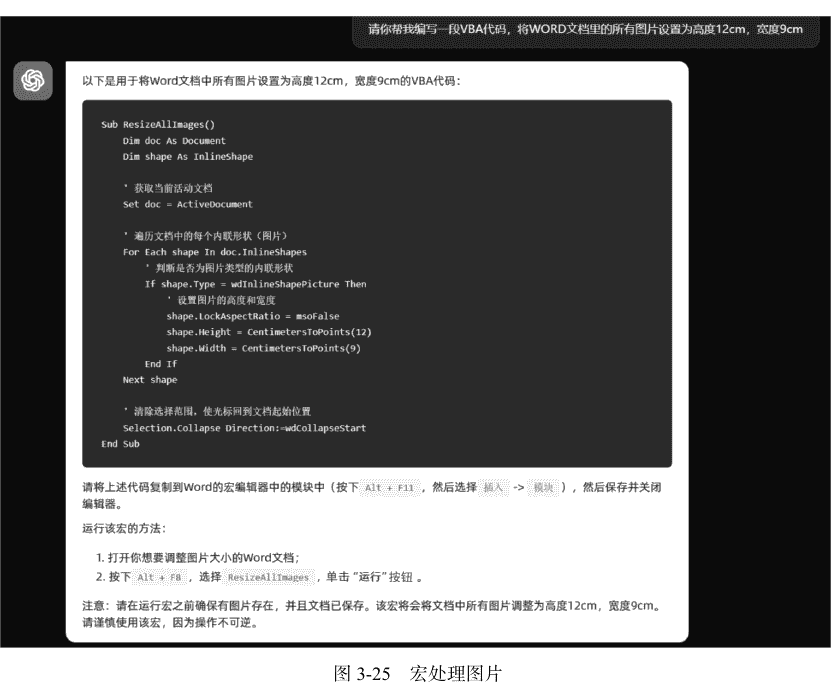 请你帮我编写一段VBA代码，将WORD文档里的所有图片设置为高度12cm，宽度9cm
以下是用于将Word文档中所有图片设置为高度12cm，宽度9cm的VBA代码：
Sub ResizeAllImages()
Dim doc As Document
Dim shape As InlineShape
' 获取当前活动文档
Set doc = ActiveDocument
' 遍历文档中的每个内联形状（图片）
For Each shape In doc.InlineShapes
' 判断是否为图片类型的内联形状
If shape.Type = wdInlineShapePicture Then
' 设置图片的高度和宽度
shape.LockAspectRatio = msoFalse
shape.Height = CentimetersToPoints(12)
shape.Width = CentimetersToPoints(9)
End If
Next shape
' 清除选择范围，使光标回到文档起始位置
Selection.Collapse Direction:=wdCollapseStart
End Sub
请将上述代码复制到Word的宏编辑器中的模块中（按下 Alt + F11 ，然后选择 插入 -> 模块 ），然后保存并关闭
编辑器。
运行该宏的方法：
1. 打开你想要调整图片大小的Word文档；
2. 按下 Alt + F8 ，选择 ResizeAllImages ，单击“运行”按钮 。
注意：请在运行宏之前确保有图片存在，并且文档已保存。该宏将会将文档中所有图片调整为高度12cm，宽度9cm。
请谨慎使用该宏，因为操作不可逆。
图 3-25 宏处理图片